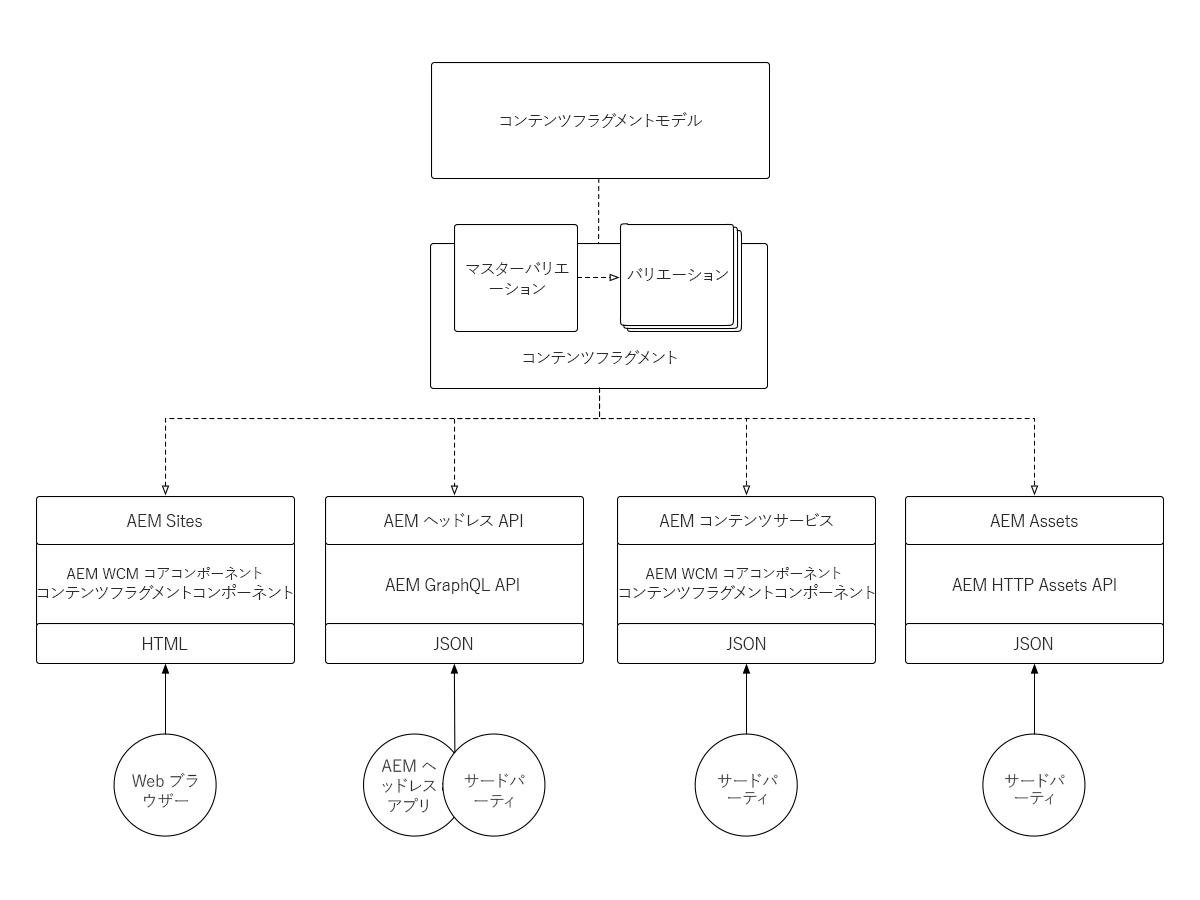 コンテンツフラグメントモデル
マスターバリエ
ーション
バリエーション
コンテンツフラグメント
AEM Sites
AEM WCM コアコンポーネント
コンテンツフラグメントコンポーネント
HTML
AEM ヘッドレス API
AEM GraphQL API
JSON
AEM コンテンツサービス
AEM WCM コアコンポーネント
コンテンツフラグメントコンポーネント
JSON
AEM Assets
AEM HTTP Assets API
JSON
Web ブラ
ウザー
AEM ヘ
ッドレス
アプリ
サードパ
ーティ
サードパ
ーティ
サードパ
ーティ